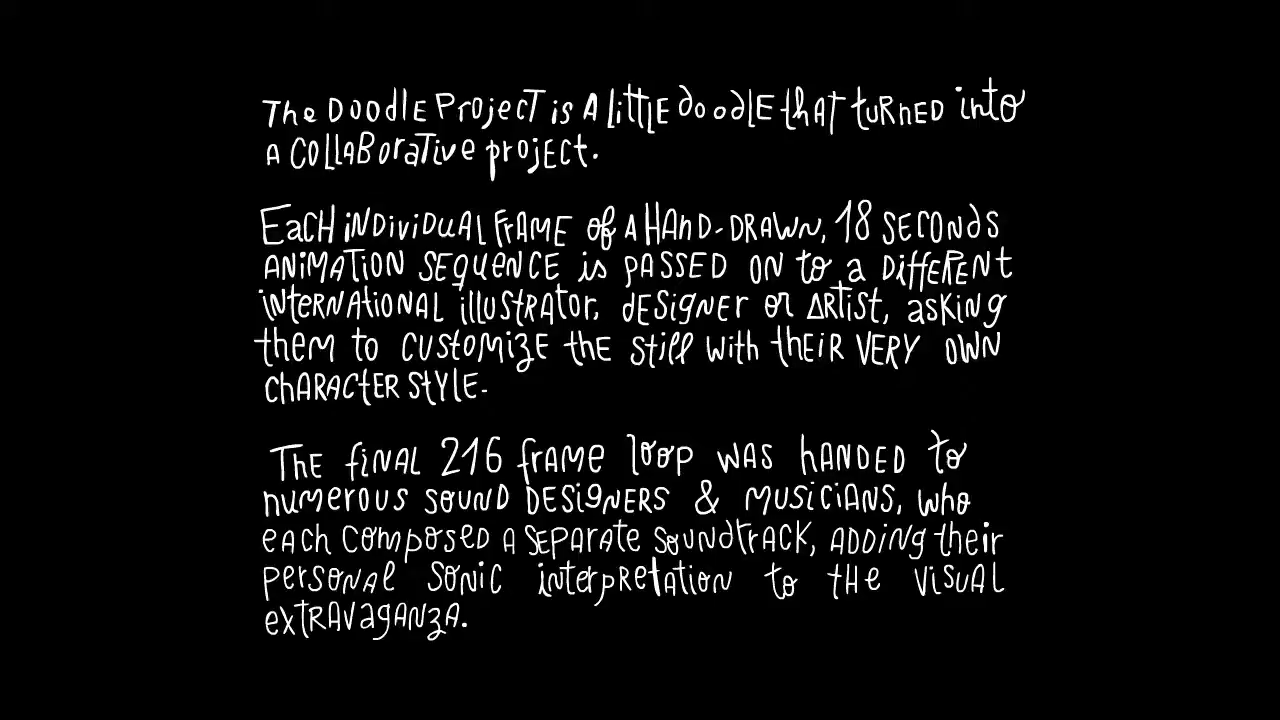 The Doodle Project is a little doodle that turned into
a collaborative project.
Each individual frame of a hand-drawn, 18 seconds
animation sequence is passed on to a different
international illustrator, designer or artist, asking
them to customize the still with their very own
character style.
The final 216 frame loop was handed to
numerous sound designers & musicians, who
each composed a separate soundtrack, adding their
personal sonic interpretation to the visual
extravaganza.